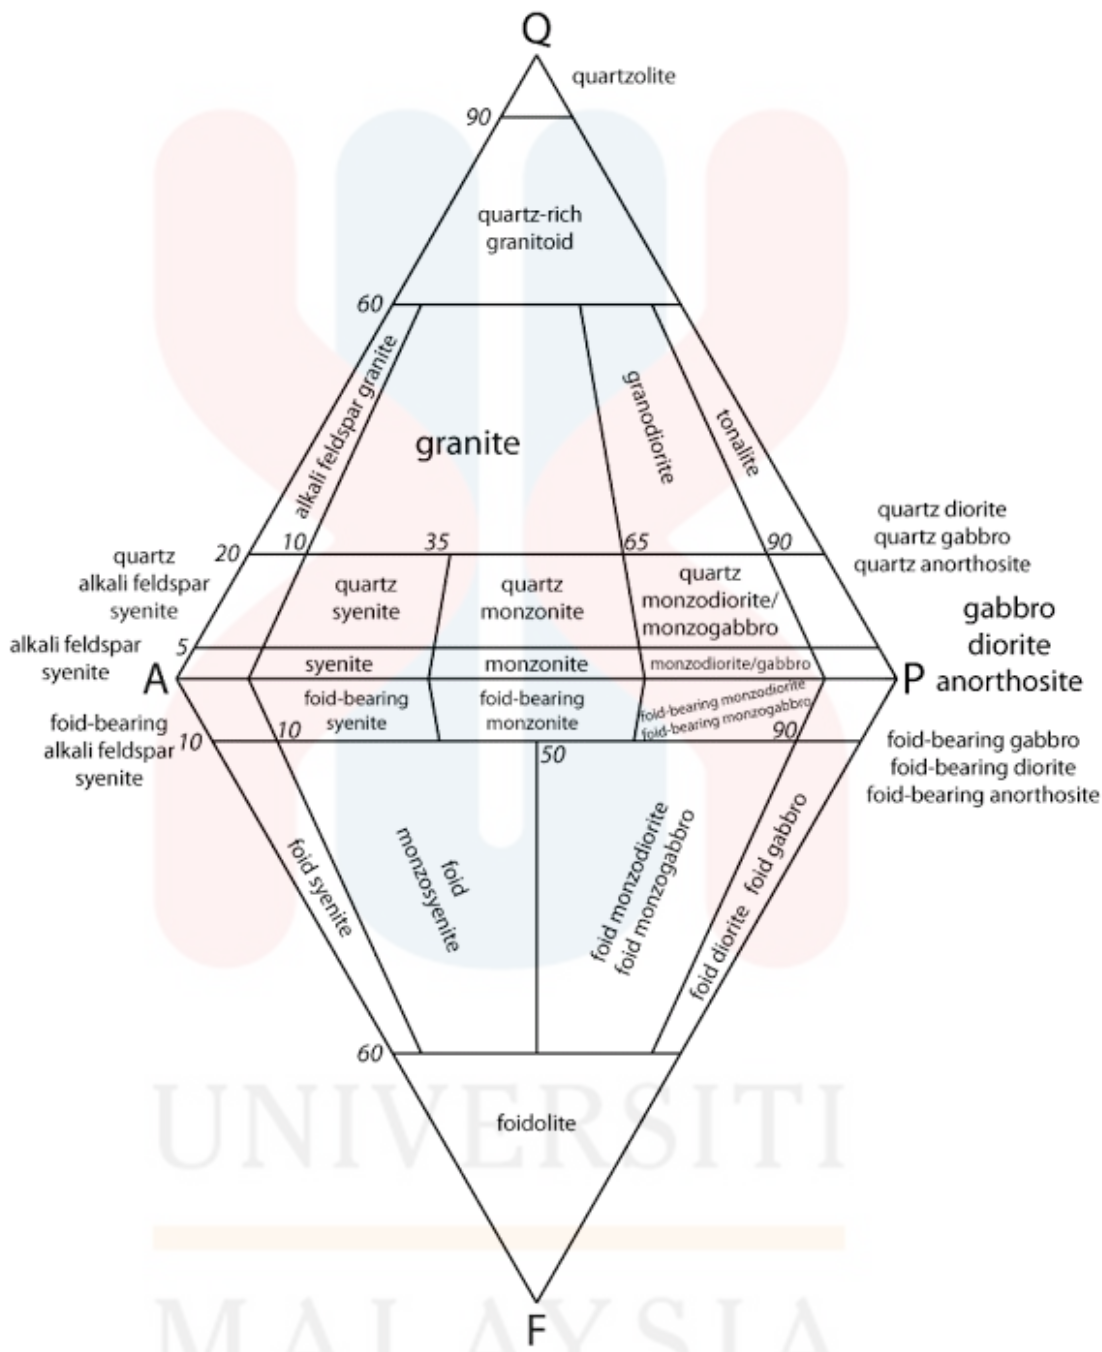 Q
quartzolite
90
quartz-rich
granitoid
60
alkali feldspar granite
granite
granodiorite
tonalite
20
10
35
65
90
quartz
alkali feldspar
syenite
quartz
syenite
quartz
monzonite
quartz
monzodiorite/
monzogabbro
quartz diorite
quartz gabbro
quartz anorthosite
alkali feldspar
syenite
5
A
syenite
monzonite
monzodiorite/gabbro
P
gabbro
diorite
anorthosite
foid-bearing
alkali feldspar
syenite
10
10
foid-bearing
syenite
foid-bearing
monzonite
foid-bearing monzodiorite
foid-bearing monzogabbro
90
50
foid-bearing gabbro
foid-bearing diorite
foid-bearing anorthosite
foid syenite
foid
monzosyenite
foid monzodiorite
foid monzogabbro
foid diorite foid gabbro
60
foidolite
F
UNIVERSITI
MALAYSIA